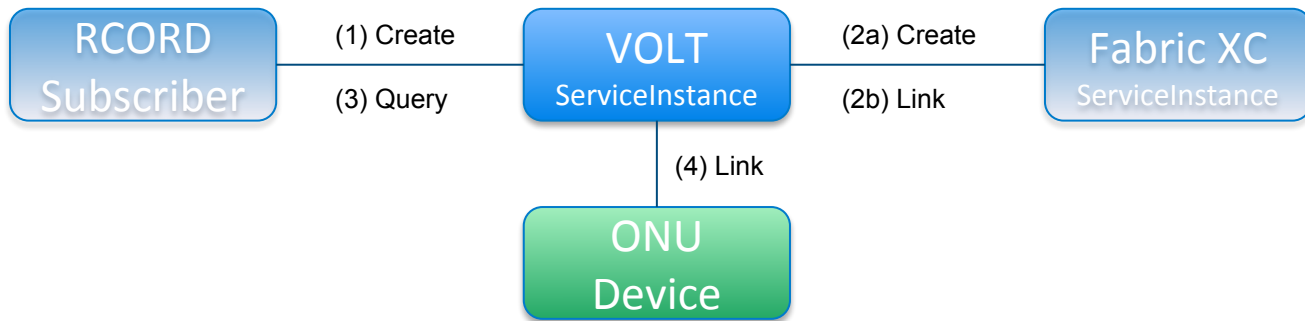 RCORD
Subscriber
(1) Create
(3) Query
VOLT
ServiceInstance
(2a) Create
(2b) Link
Fabric XC
ServiceInstance
(4) Link
ONU
Device